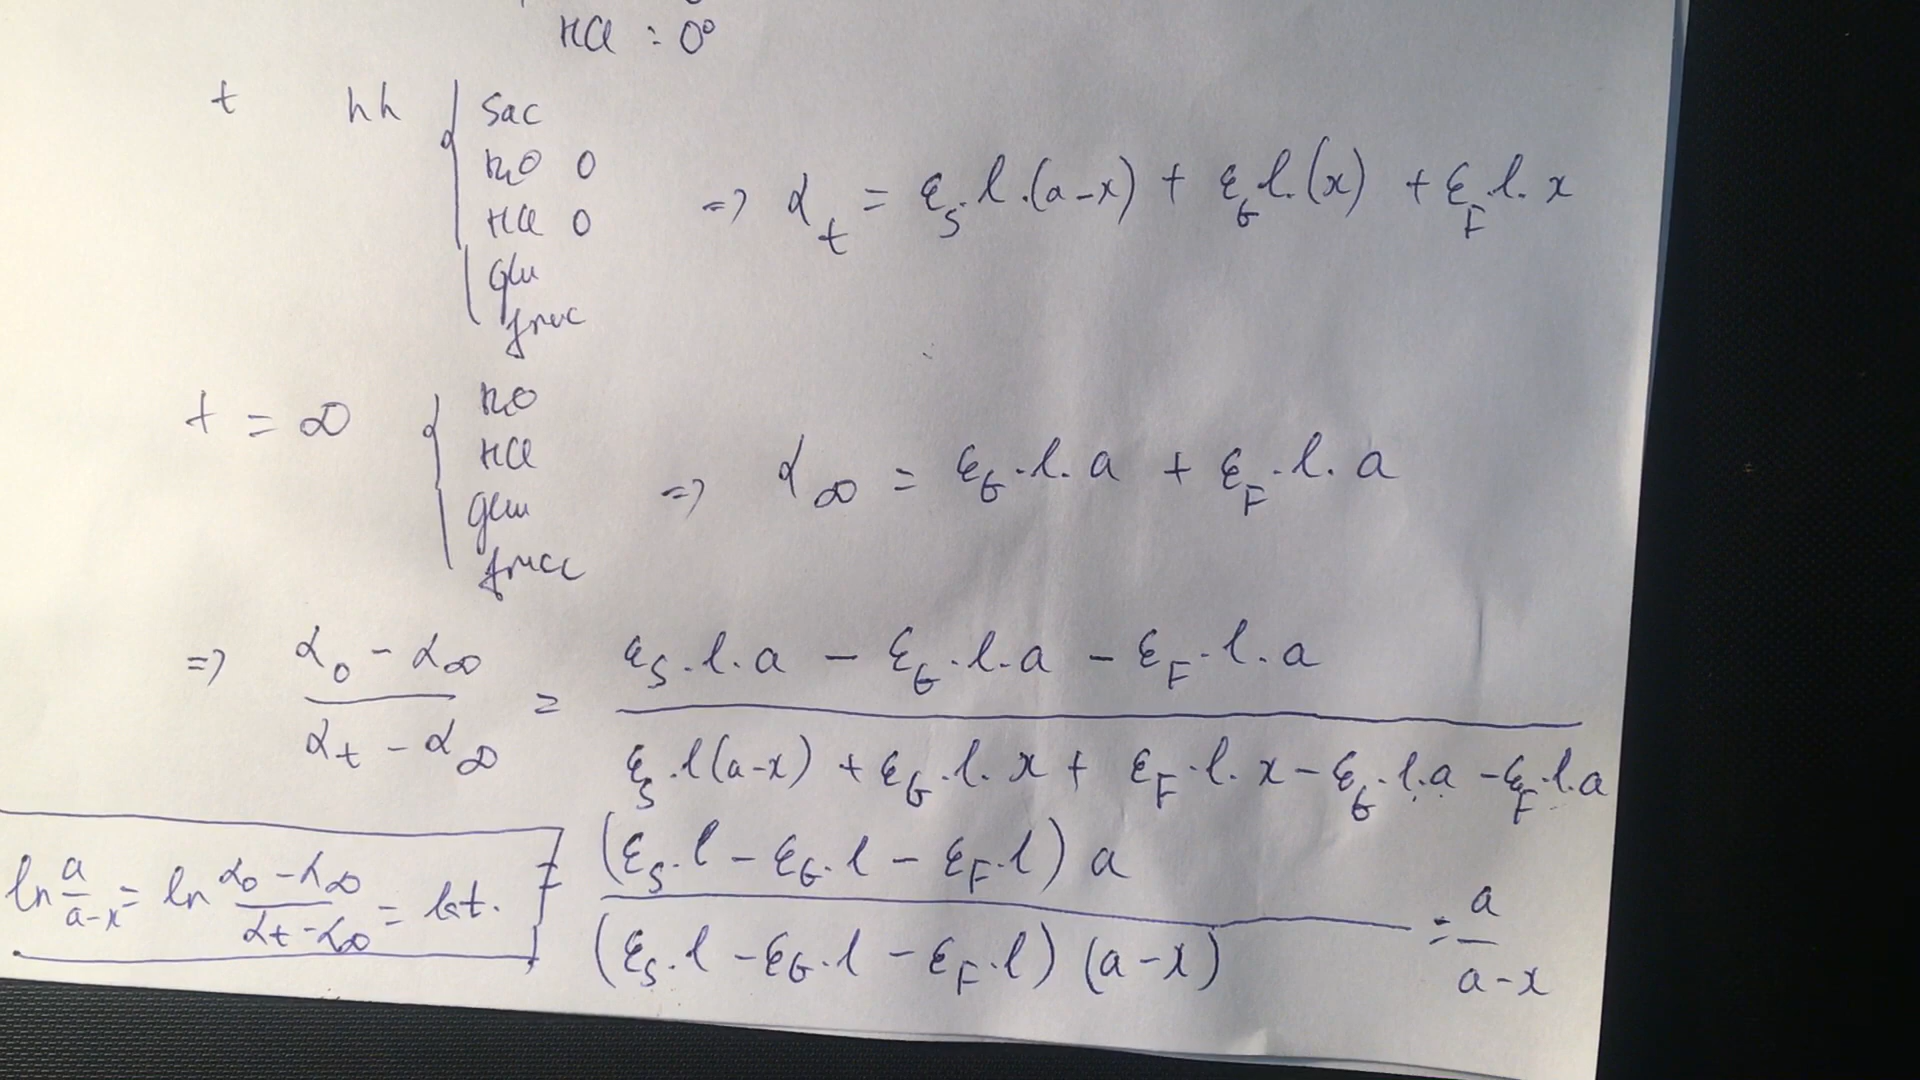 HCl : 0°
t hh { Sac
H2O 0
HCl 0
glu
fruc
=> α_t = ε_S.l.(a-x) + ε_G l.(x) + ε_F.l.x
t = ∞ { H2O
HCl
glu
fruc
=> α_∞ = ε_G.l.a + ε_F.l.a
=> (α_0 - α_∞)/(α_t - α_∞) = (ε_S.l.a - ε_G.l.a - ε_F.l.a)/(ε_S.l(a-x) + ε_G.l.x + ε_F.l.x - ε_G.l.a - ε_F.l.a)
= ((ε_S.l - ε_G.l - ε_F.l) a)/((ε_S.l - ε_G.l - ε_F.l) (a-x)) = a/(a-x)
ln a/(a-x) = ln (α_0 - α_∞)/(α_t - α_∞) = kt.